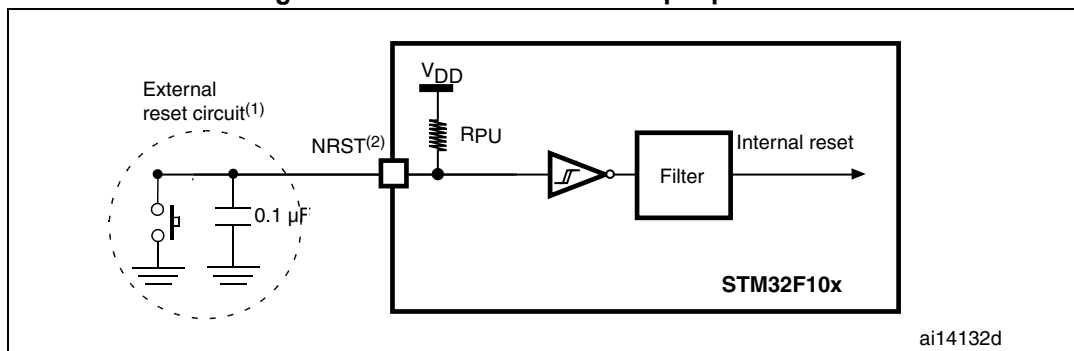 External
reset circuit(1)
VDD
NRST(2)
RPU
Internal reset
Filter
0.1 µF
STM32F10x
ai14132d